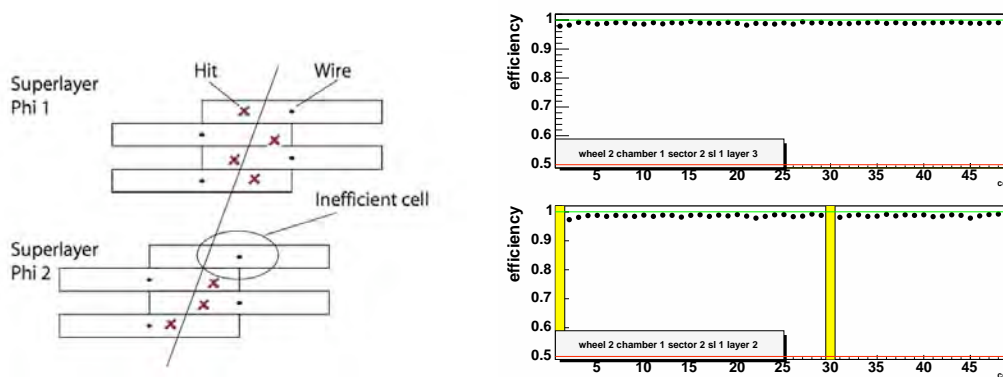 Hit
Wire
Superlayer
Phi 1
Inefficient cell
Superlayer
Phi 2
efficiency
1
0.9
0.8
0.7
0.6
0.5
wheel 2 chamber 1 sector 2 sl 1 layer 3
5 10 15 20 25 30 35 40 45
efficiency
1
0.9
0.8
0.7
0.6
0.5
wheel 2 chamber 1 sector 2 sl 1 layer 2
5 10 15 20 25 30 35 40 45